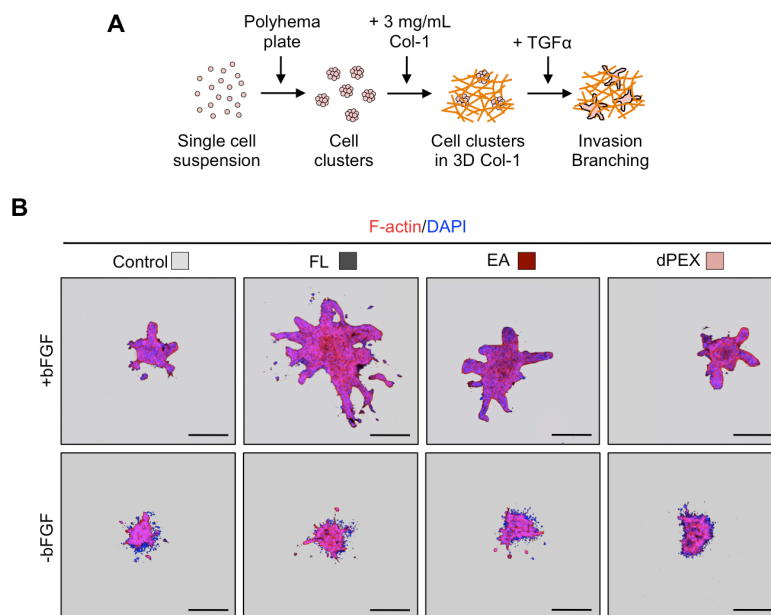 A
Polyhema
plate
+ 3 mg/mL
Col-1
+ TGFα
Single cell
suspension
Cell
clusters
Cell clusters
in 3D Col-1
Invasion
Branching
B
F-actin/DAPI
Control
FL
EA
dPEX
+bFGF
-bFGF